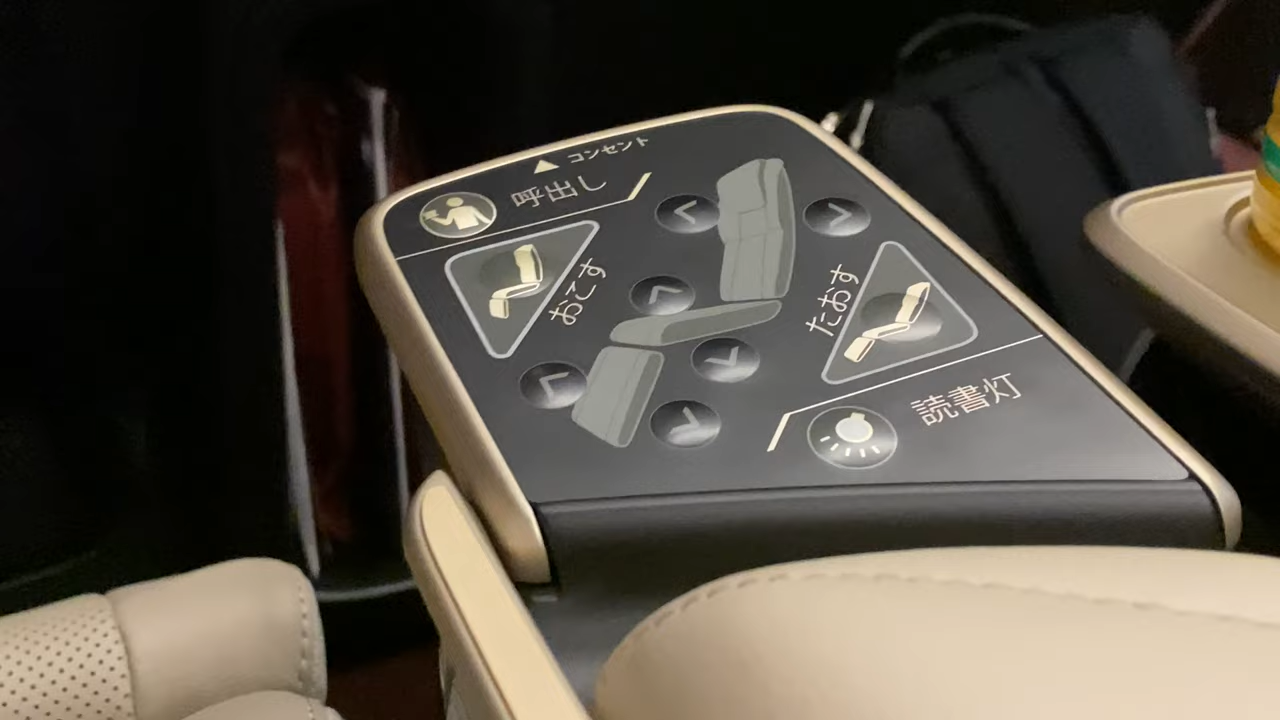 コンセント
呼出し
おこす
たおす
読書灯